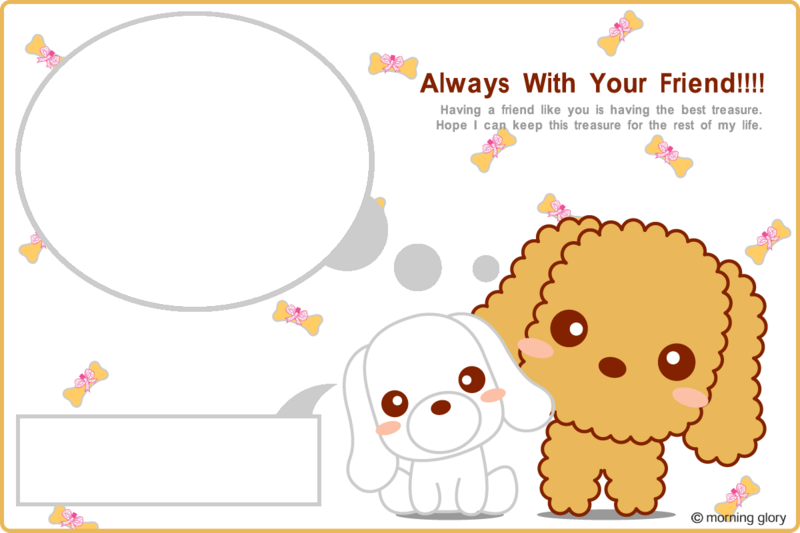 Always With Your Friend!!!!
Having a friend like you is having the best treasure.
Hope I can keep this treasure for the rest of my life.
© morning glory